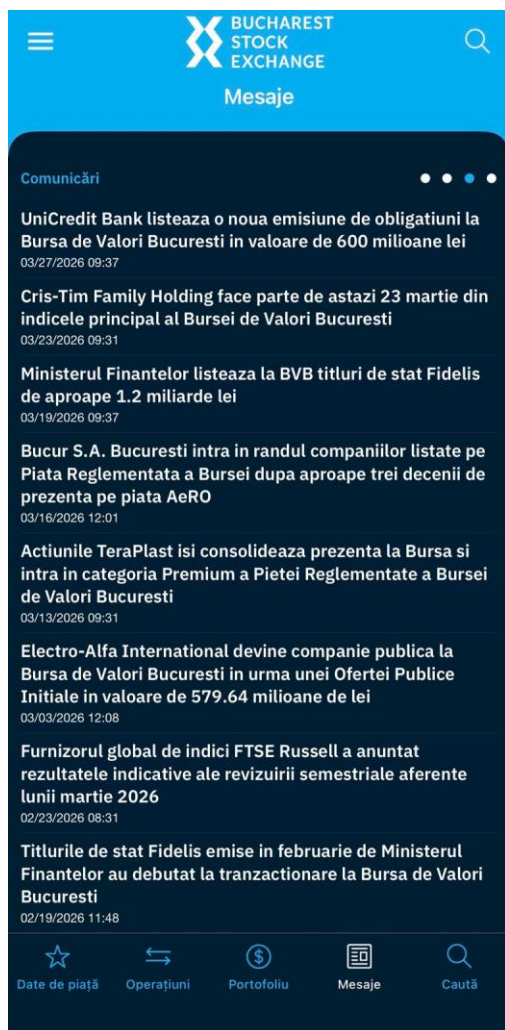 BUCHAREST
STOCK
EXCHANGE
Mesaje
Comunicări
UniCredit Bank listeaza o noua emisiune de obligatiuni la
Bursa de Valori Bucuresti in valoare de 600 milioane lei
03/27/2026 09:37
Cris-Tim Family Holding face parte de astazi 23 martie din
indicele principal al Bursei de Valori Bucuresti
03/23/2026 09:31
Ministerul Finantelor listeaza la BVB titluri de stat Fidelis
de aproape 1.2 miliarde lei
03/19/2026 09:37
Bucur S.A. Bucuresti intra in randul companiilor listate pe
Piata Reglementata a Bursei dupa aproape trei decenii de
prezenta pe piata AeRO
03/16/2026 12:01
Actiunile TeraPlast isi consolideaza prezenta la Bursa si
intra in categoria Premium a Pietei Reglementate a Bursei
de Valori Bucuresti
03/13/2026 09:31
Electro-Alfa International devine companie publica la
Bursa de Valori Bucuresti in urma unei Ofertei Publice
Initiale in valoare de 579.64 milioane de lei
03/03/2026 12:08
Furnizorul global de indici FTSE Russell a anuntat
rezultatele indicative ale revizuirii semestriale aferente
lunii martie 2026
02/23/2026 08:31
Titlurile de stat Fidelis emise in februarie de Ministerul
Finantelor au debutat la tranzactionare la Bursa de Valori
Bucuresti
02/19/2026 11:48
Date de piață Operațiuni Portofoliu Mesaje Caută